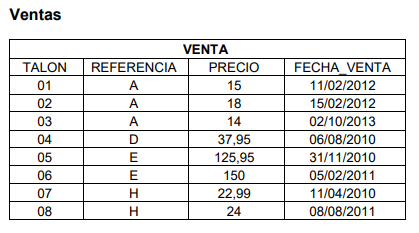 Ventas
VENTA
TALON REFERENCIA PRECIO FECHA_VENTA
01 A 15 11/02/2012
02 A 18 15/02/2012
03 A 14 02/10/2013
04 D 37,95 06/08/2010
05 E 125,95 31/11/2010
06 E 150 05/02/2011
07 H 22,99 11/04/2010
08 H 24 08/08/2011